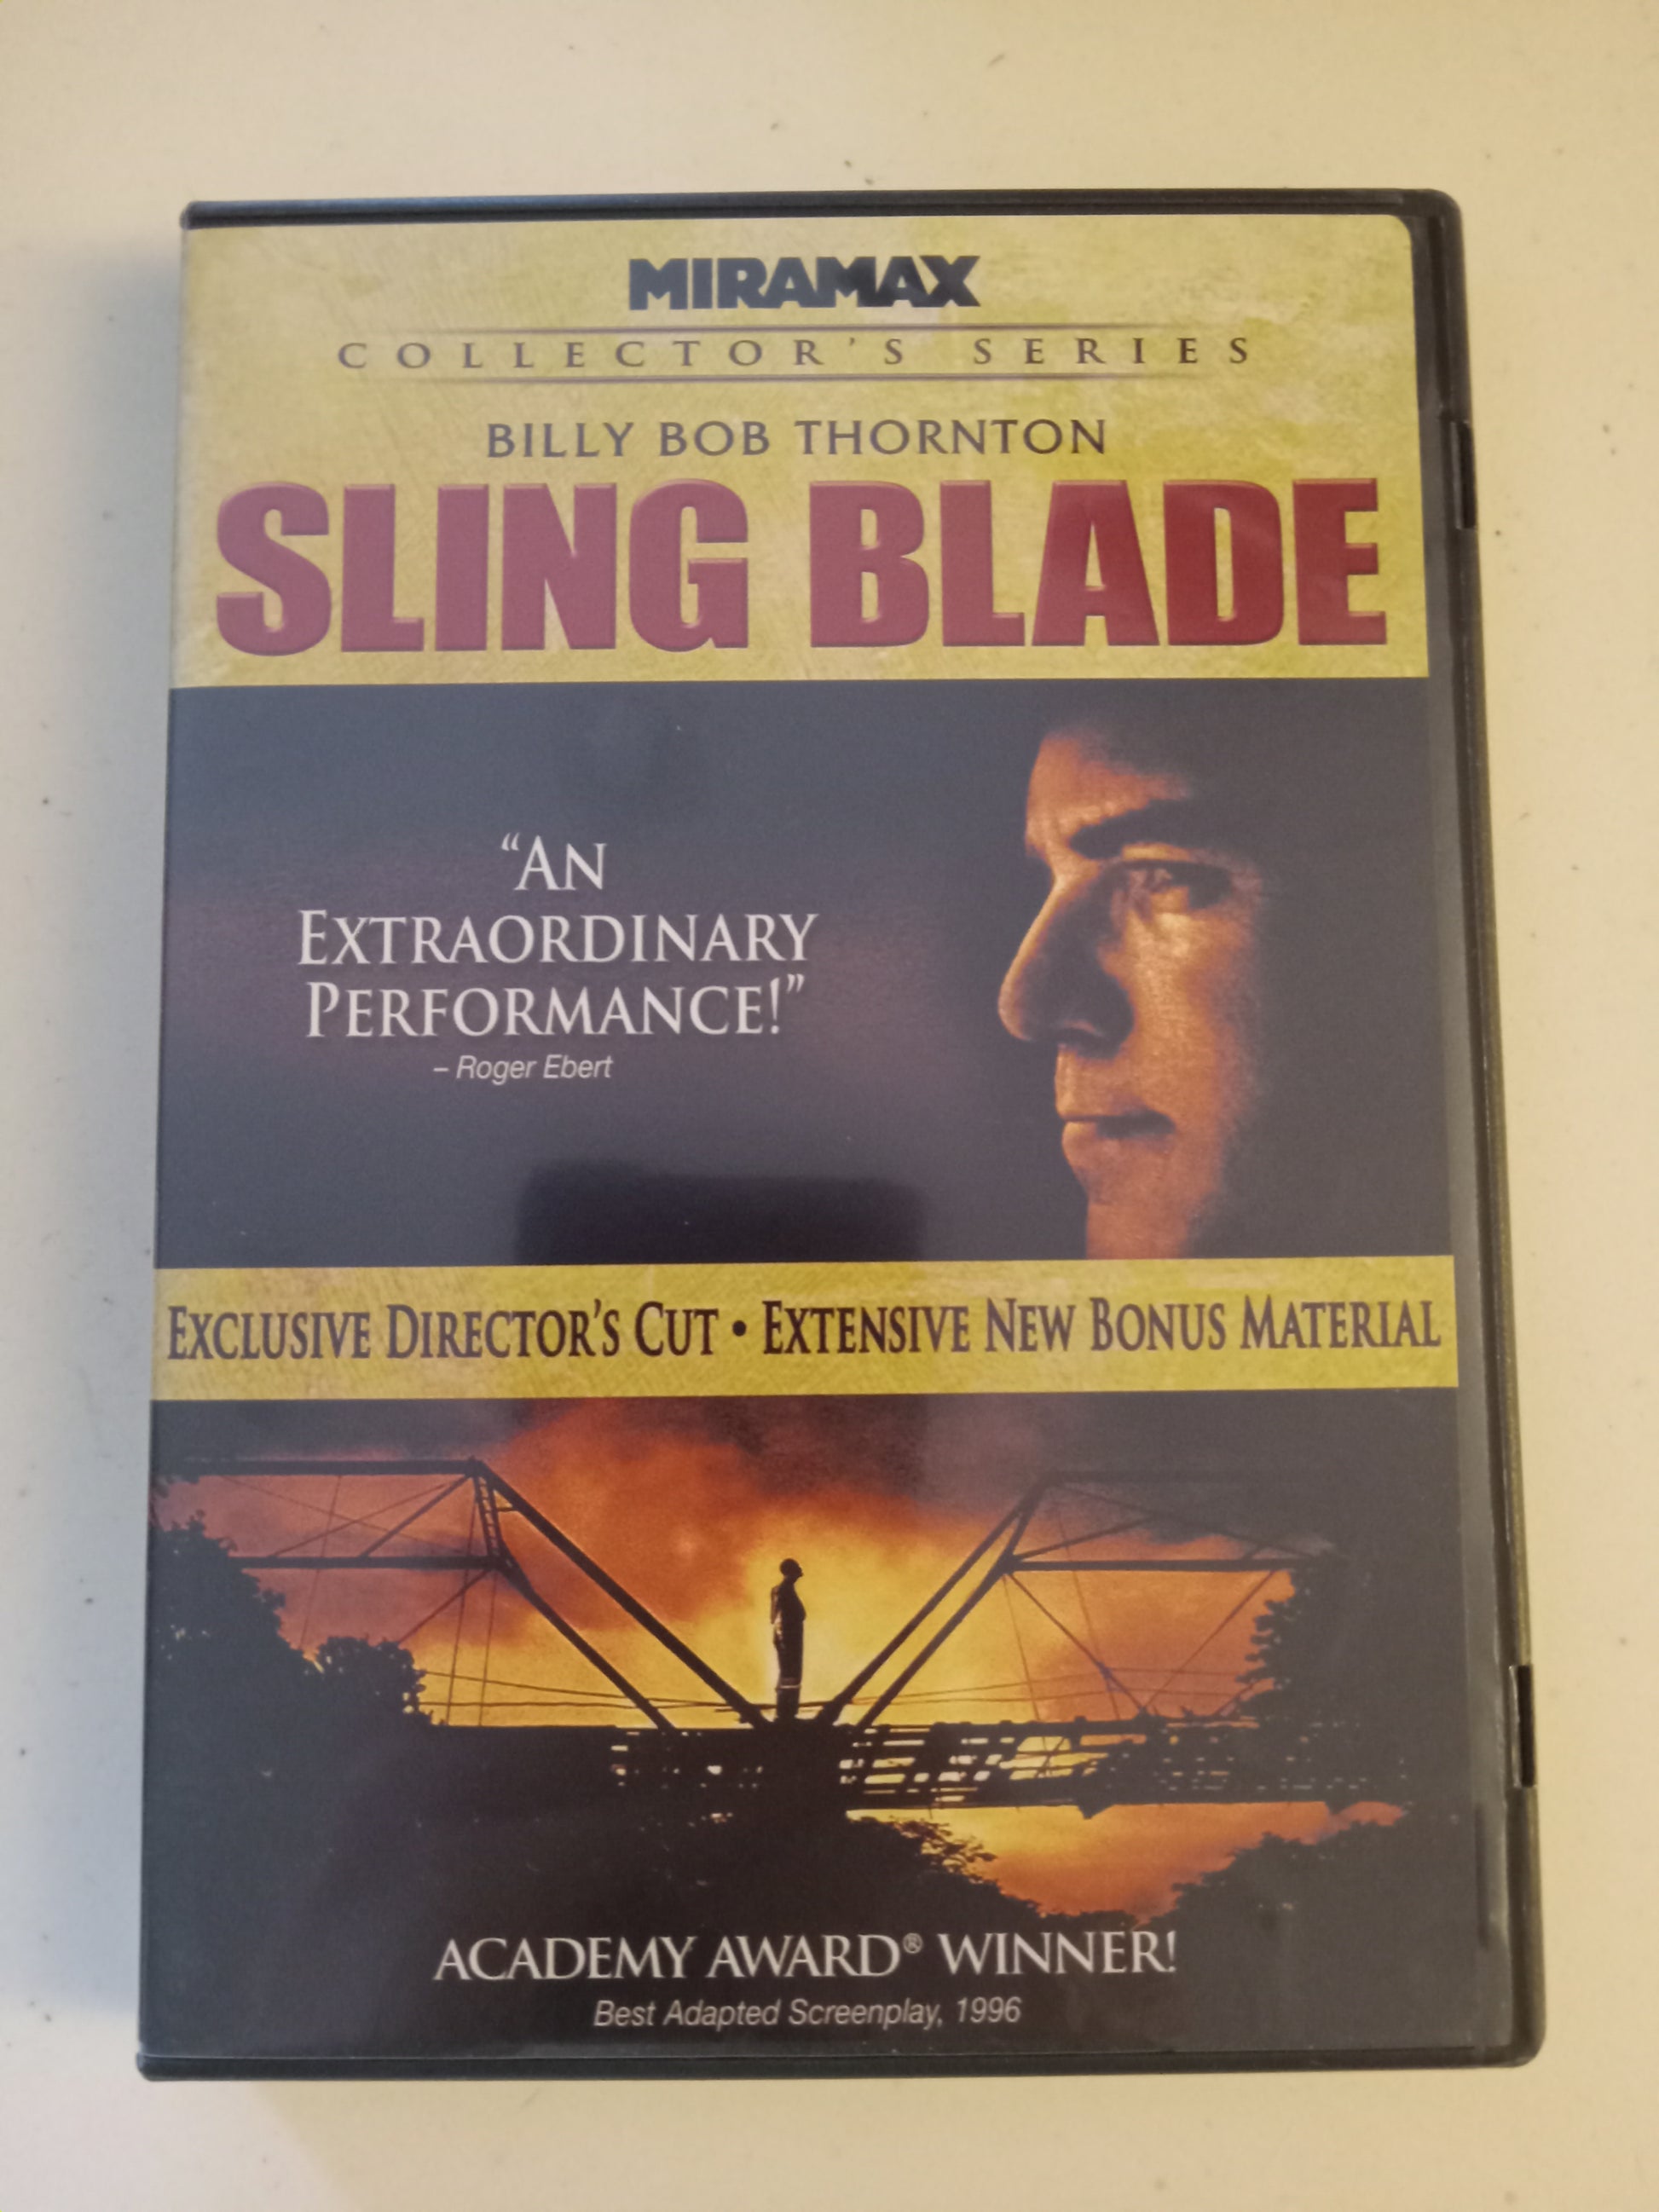 MIRAMAX
COLLECTOR'S SERIES
BILLY BOB THORNTON
SLING BLADE
“AN
EXTRAORDINARY
PERFORMANCE!”
– Roger Ebert
EXCLUSIVE DIRECTOR'S CUT • EXTENSIVE NEW BONUS MATERIAL
ACADEMY AWARD® WINNER!
Best Adapted Screenplay, 1996